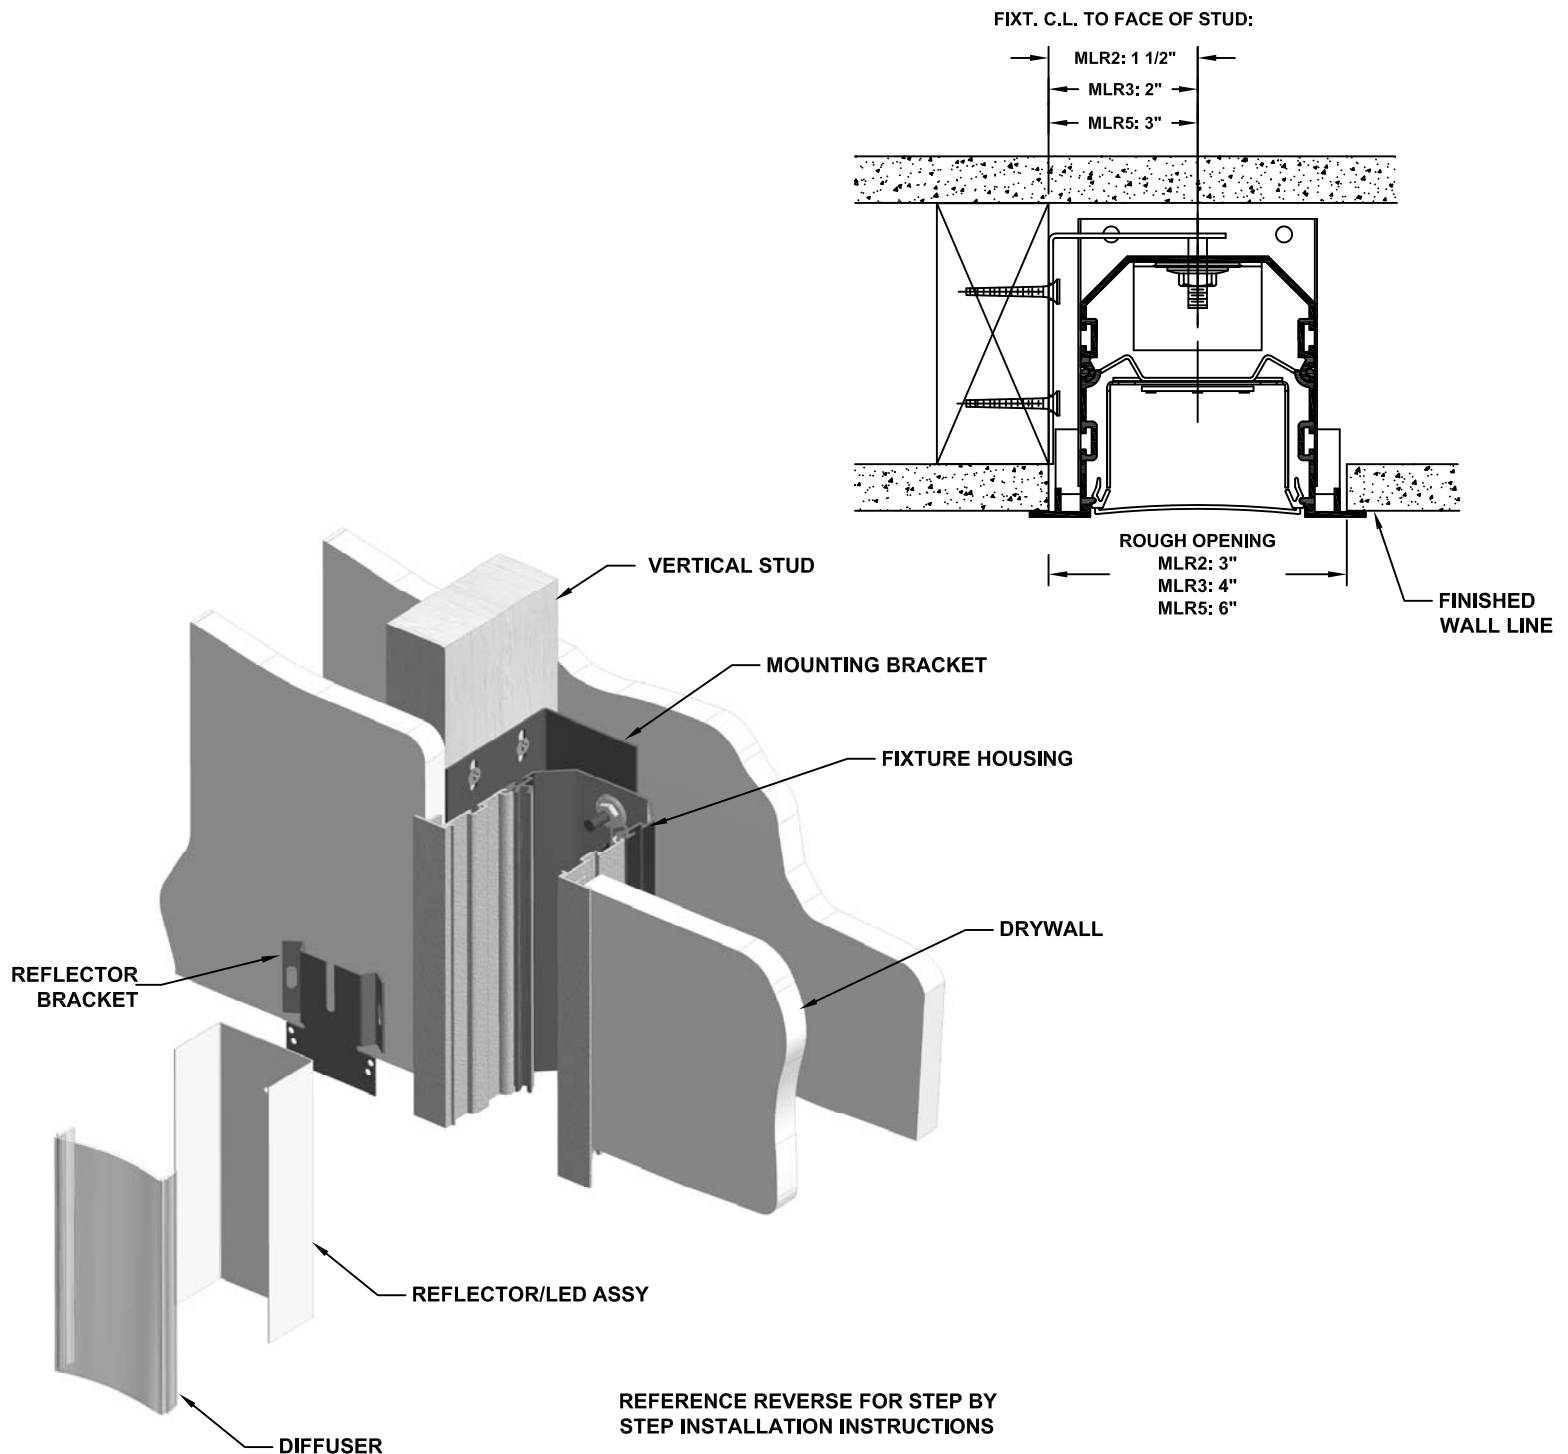 FIXT. C.L. TO FACE OF STUD:
MLR2: 1 1/2"
MLR3: 2"
MLR5: 3"
ROUGH OPENING
MLR2: 3"
MLR3: 4"
MLR5: 6"
FINISHED
WALL LINE
VERTICAL STUD
MOUNTING BRACKET
FIXTURE HOUSING
DRYWALL
REFLECTOR
BRACKET
REFLECTOR/LED ASSY
DIFFUSER
REFERENCE REVERSE FOR STEP BY
STEP INSTALLATION INSTRUCTIONS